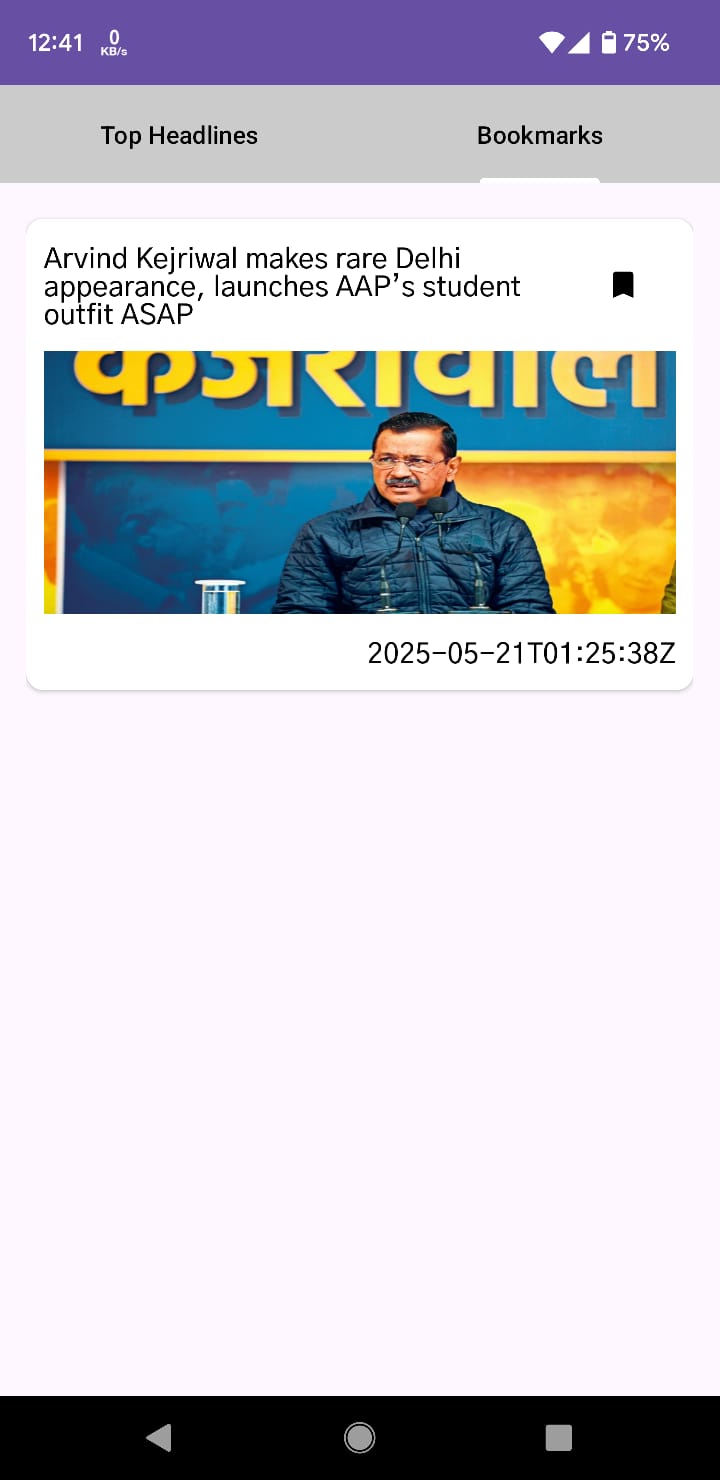 12:41
0
KB/s
75%
Top Headlines
Bookmarks
Arvind Kejriwal makes rare Delhi
appearance, launches AAP’s student
outfit ASAP
केजरीवाल
2025-05-21T01:25:38Z